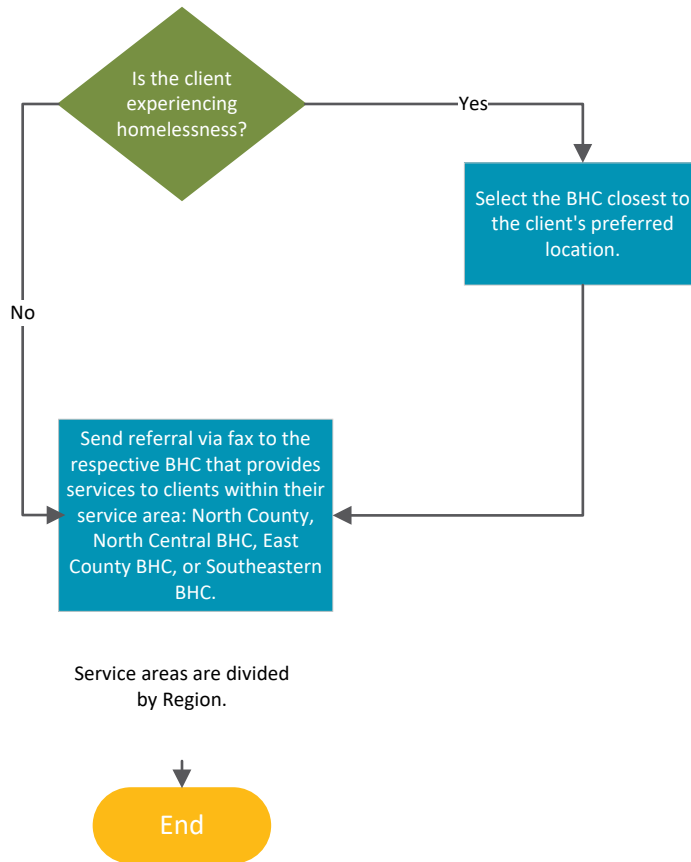 Is the client
experiencing
homelessness?
Yes
Select the BHC closest to
the client's preferred
location.
No
Send referral via fax to the
respective BHC that provides
services to clients within their
service area: North County,
North Central BHC, East
County BHC, or Southeastern
BHC.
Service areas are divided
by Region.
End